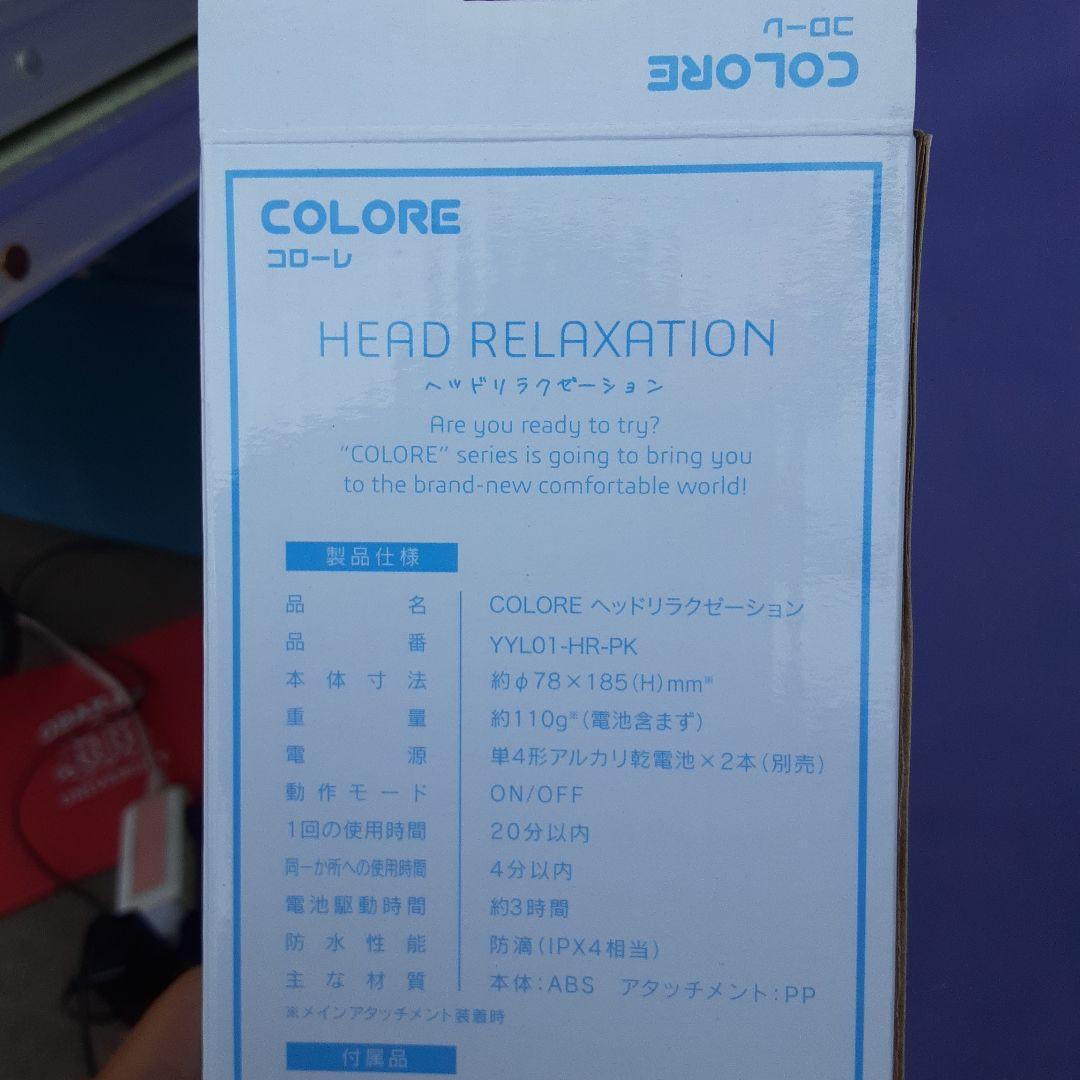 コローレ
COLORE
COLORE
コローレ
HEAD RELAXATION
ヘッドリラクゼーション
Are you ready to try?
"COLORE" series is going to bring you
to the brand-new comfortable world!
製品仕様
品名 COLORE ヘッドリラクゼーション
品番 YYL01-HR-PK
本体寸法 約φ78×185(H)mm※
重量 約110g※(電池含まず)
電源 単4形アルカリ乾電池×2本(別売)
動作モード ON/OFF
1回の使用時間 20分以内
同一か所への使用時間 4分以内
電池駆動時間 約3時間
防水性能 防滴(IPX4相当)
主な材質 本体:ABS アタッチメント:PP
※メインアタッチメント装着時
付属品